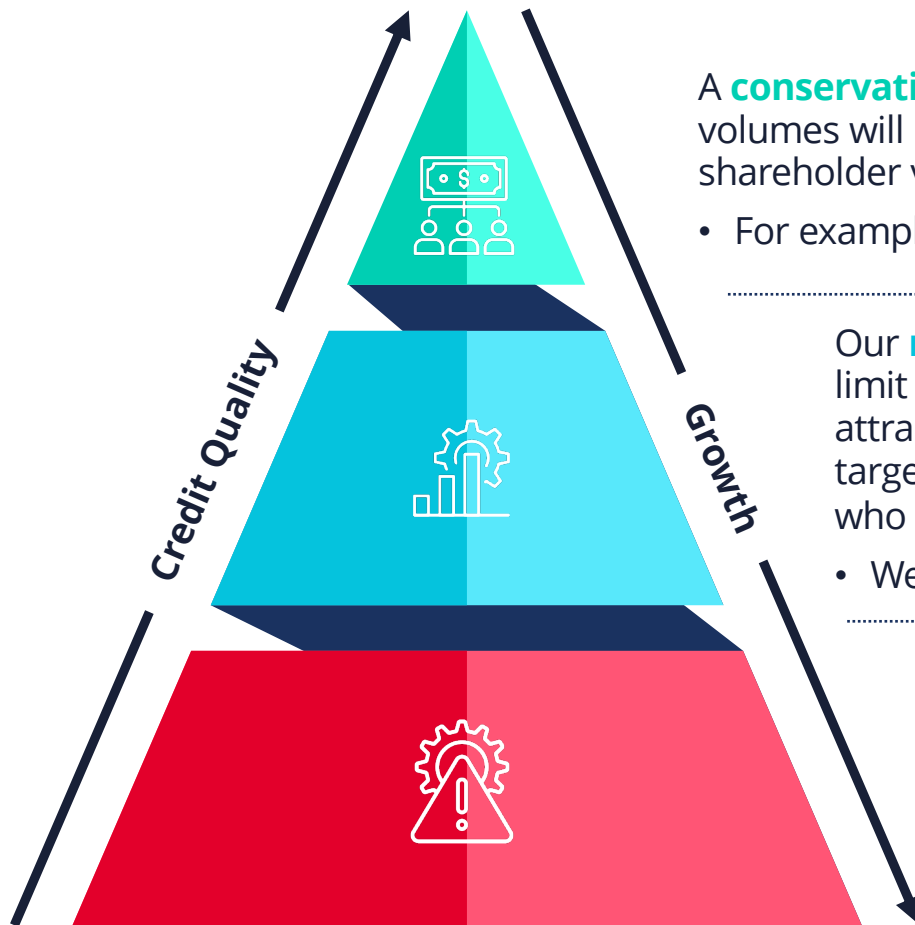 Credit Quality
Growth
A conservati
volumes will
shareholder v
• For exampl
Our
limit
attra
targe
who
• We